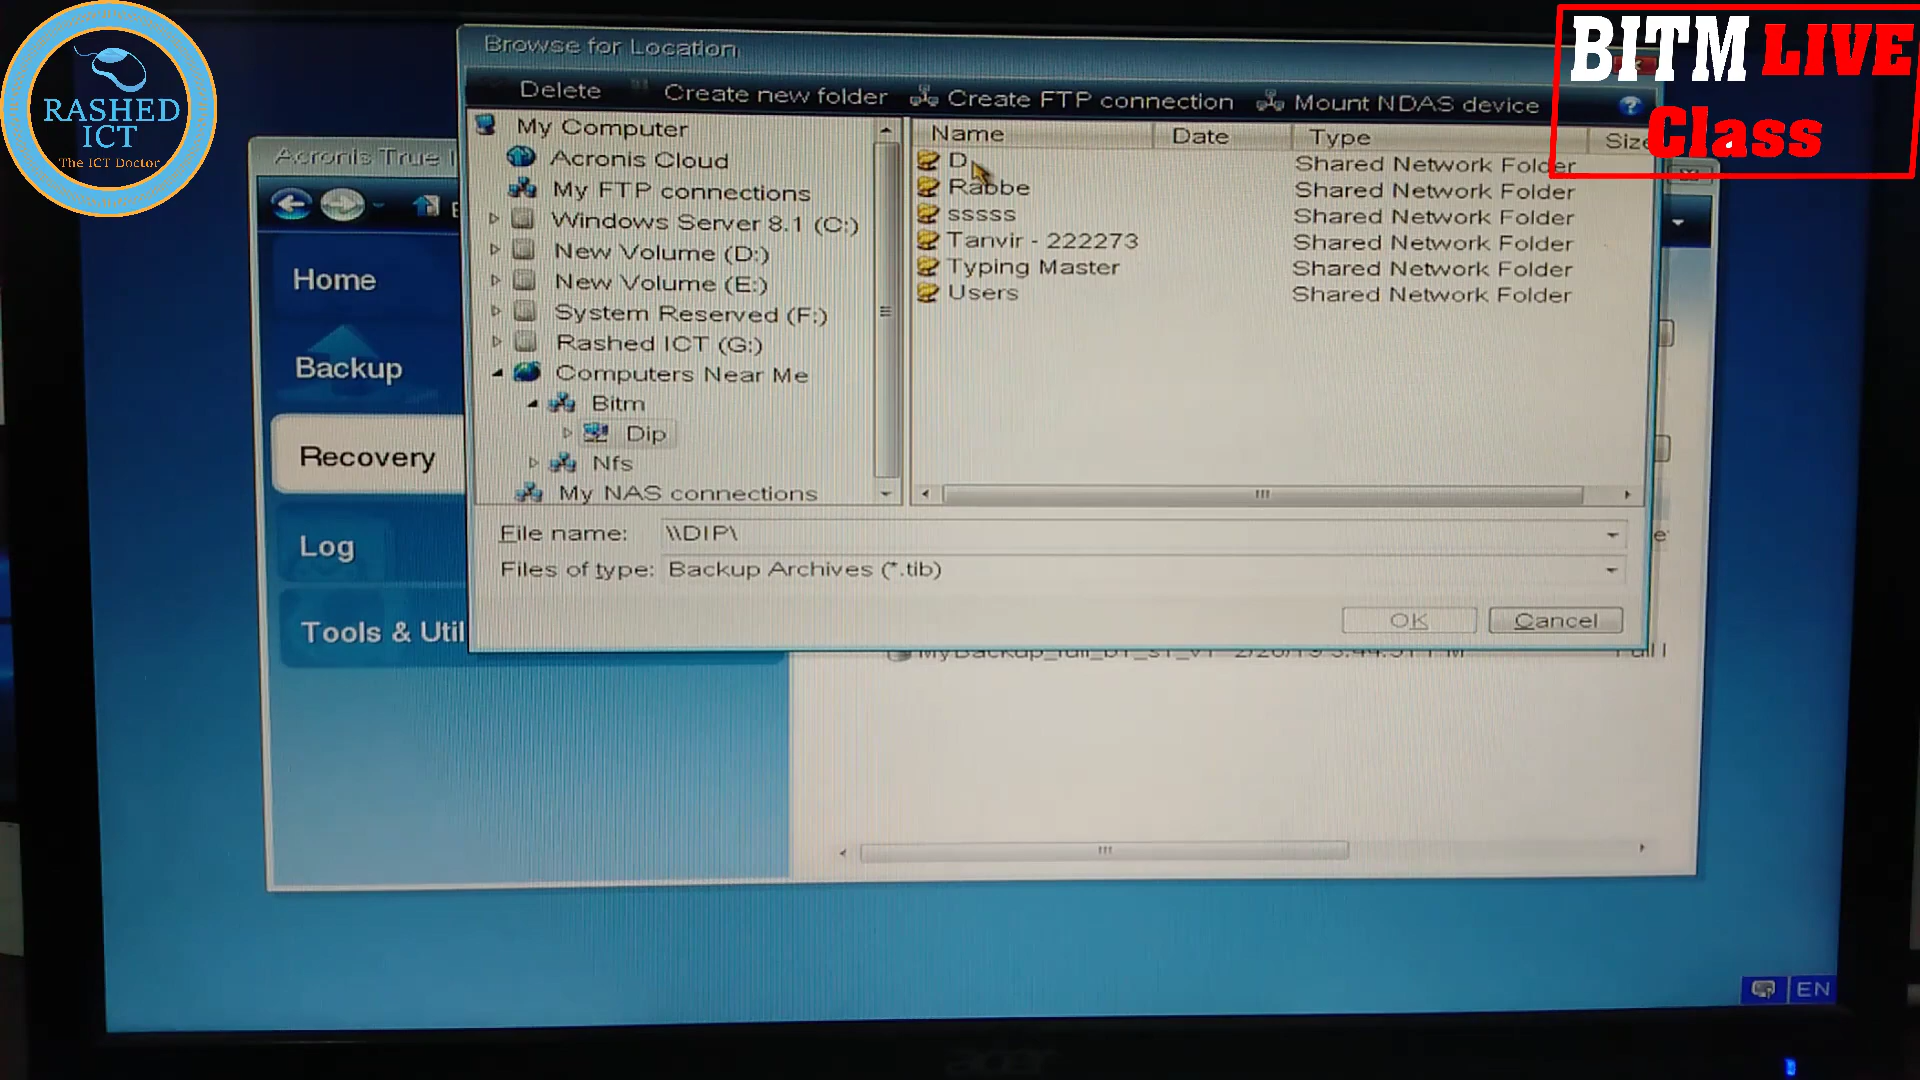 RASHED
ICT
The ICT Doctor
BITM LIVE
Class
Browse for Location
Delete
Create new folder
Create FTP connection
Mount NDAS device
My Computer
Acronis Cloud
My FTP connections
Windows Server 8.1 (C:)
New Volume (D:)
New Volume (E:)
System Reserved (F:)
Rashed ICT (G:)
Computers Near Me
Bitm
Dip
Nfs
My NAS connections
Name Date Type Size
D Shared Network Folder
Rabbe Shared Network Folder
sssss Shared Network Folder
Tanvir - 222273 Shared Network Folder
Typing Master Shared Network Folder
Users Shared Network Folder
File name: \\DIP\
Files of type: Backup Archives (*.tib)
OK Cancel
Acronis True
Home
Backup
Recovery
Log
Tools & Util
EN
acer